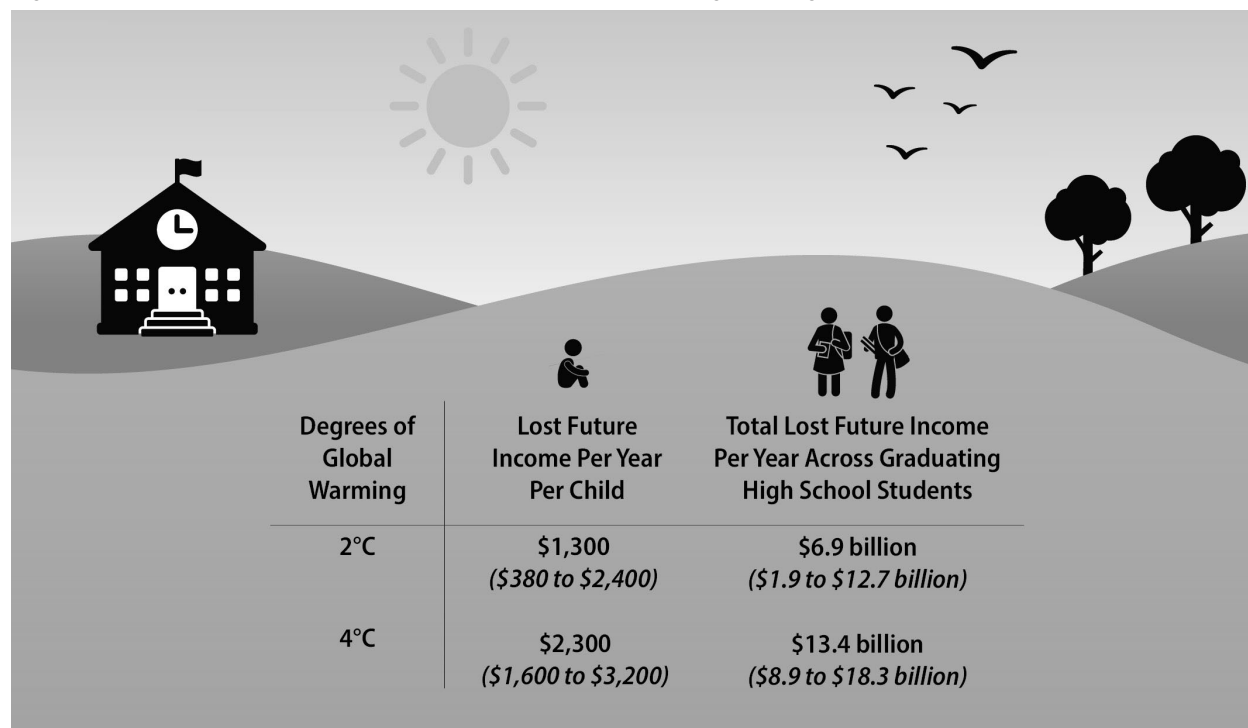 Degrees of
Global
Warming
Lost Future
Income Per Year
Per Child
Total Lost Future Income
Per Year Across Graduating
High School Students
2°C
$1,300
($380 to $2,400)
$6.9 billion
($1.9 to $12.7 billion)
4°C
$2,300
($1,600 to $3,200)
$13.4 billion
($8.9 to $18.3 billion)